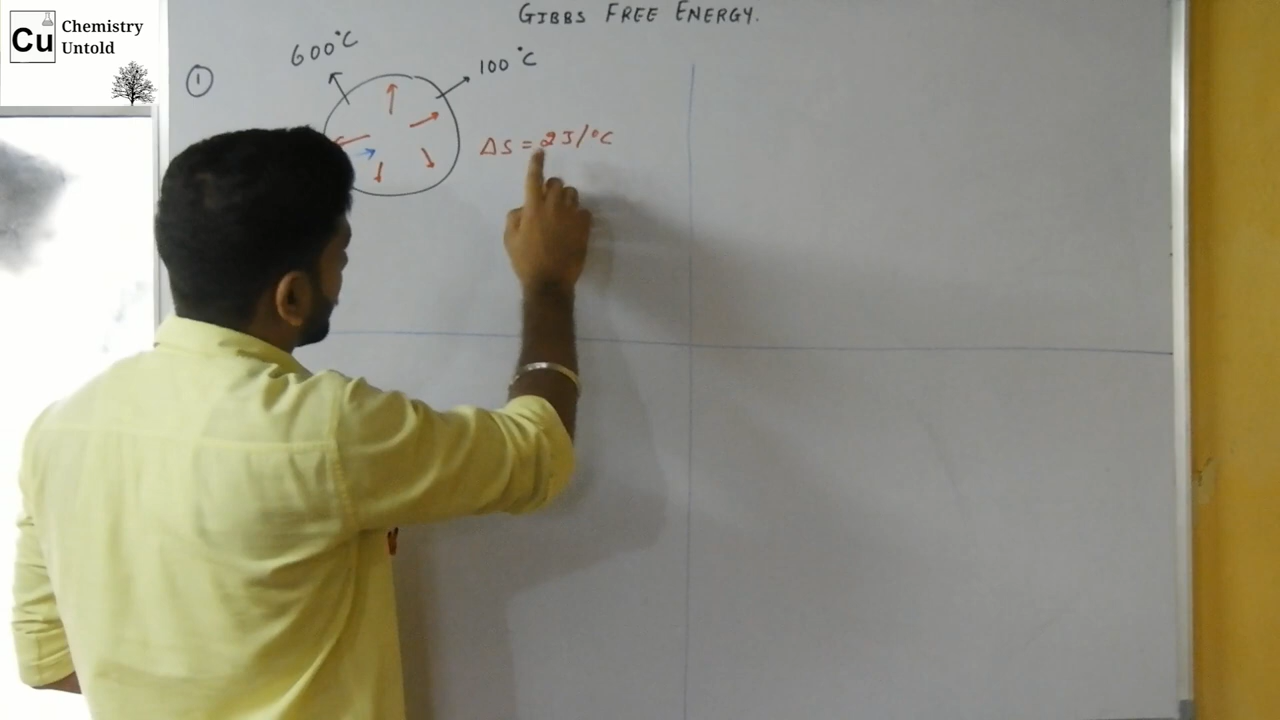 Cu Chemistry
Untold
GIBBS FREE ENERGY.
①
600°C
100°C
ΔS = 2J/°C